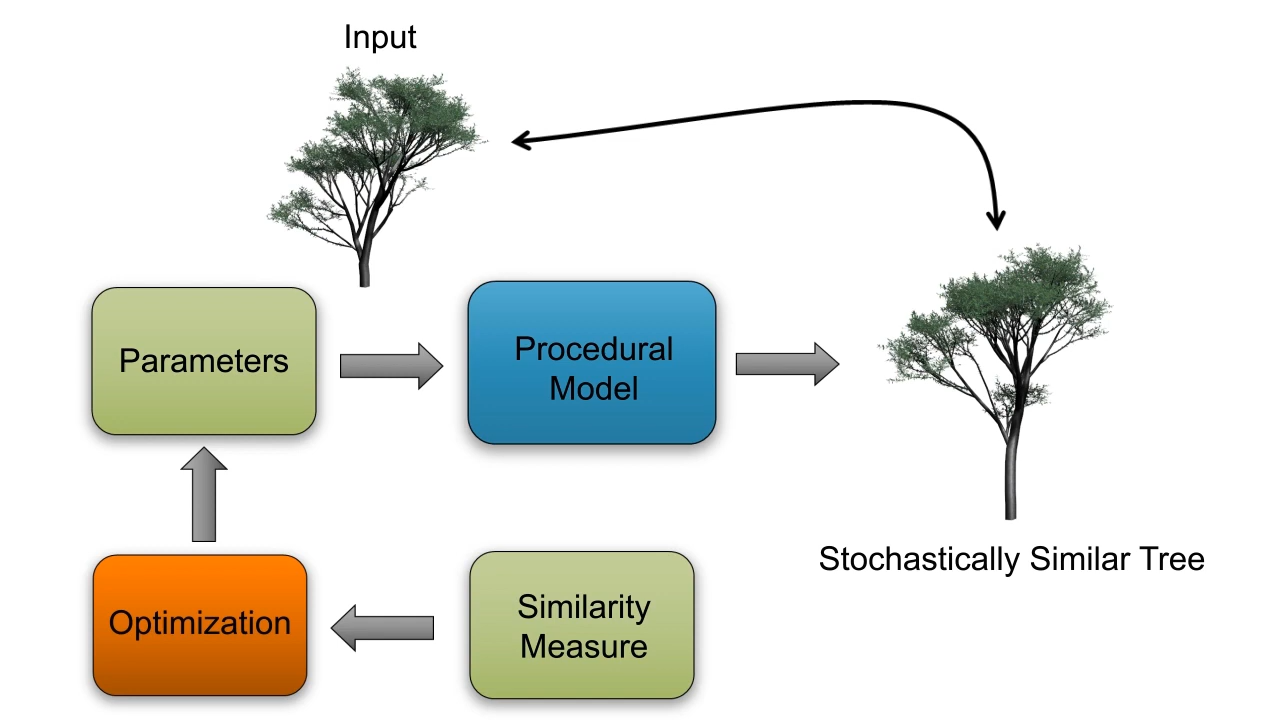 Input
Parameters
Procedural
Model
Stochastically Similar Tree
Optimization
Similarity
Measure